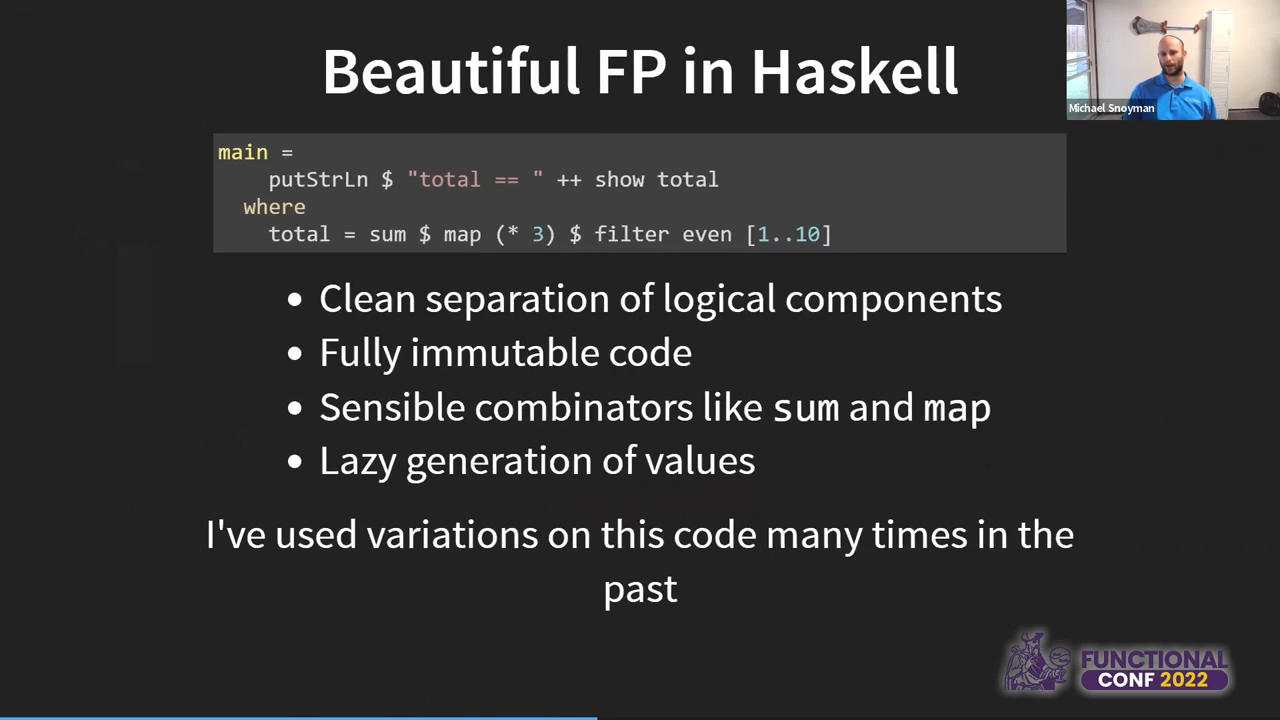 Beautiful FP in Haskell
Michael Snoyman
main =
    putStrLn $ "total == " ++ show total
  where
    total = sum $ map (* 3) $ filter even [1..10]
• Clean separation of logical components
• Fully immutable code
• Sensible combinators like sum and map
• Lazy generation of values
I've used variations on this code many times in the
past
FUNCTIONAL
CONF 2022